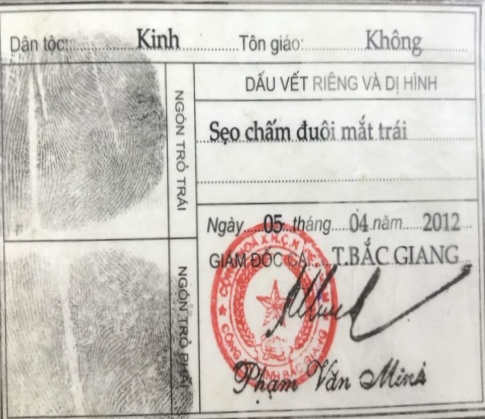 Dân tộc: Kinh Tôn giáo: Không
NGÓN TRỎ TRÁI
DẤU VẾT RIÊNG VÀ DỊ HÌNH
Sẹo chấm đuôi mắt trái
Ngày 05 tháng 04 năm 2012
GIÁM ĐỐC CA T.BẮC GIANG
NGÓN TRỎ PHẢI
Phạm Văn Minh